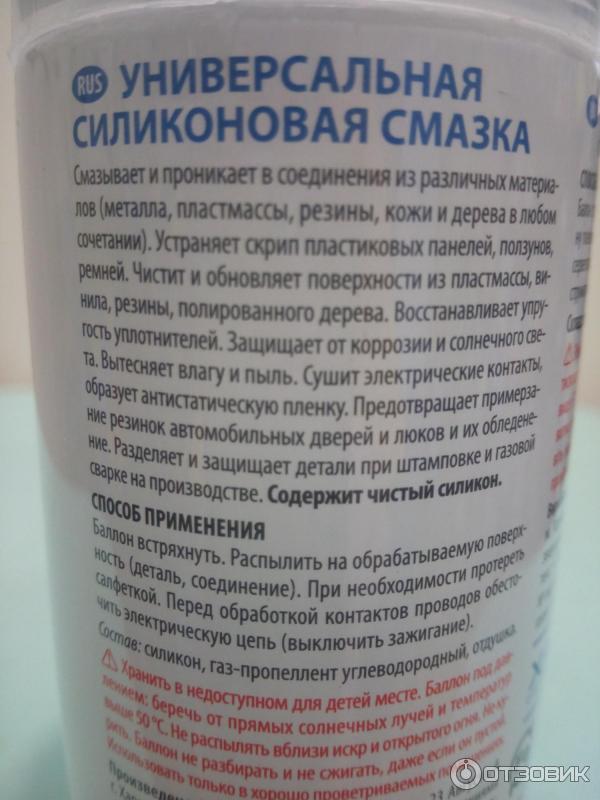 RUS УНИВЕРСАЛЬНАЯ
СИЛИКОНОВАЯ СМАЗКА
Смазывает и проникает в соединения из различных материа-
лов (металла, пластмассы, резины, кожи и дерева в любом
сочетании). Устраняет скрип пластиковых панелей, ползунов,
ремней. Чистит и обновляет поверхности из пластмассы, ви-
нила, резины, полированного дерева. Восстанавливает упру-
гость уплотнителей. Защищает от коррозии и солнечного све-
та. Вытесняет влагу и пыль. Сушит электрические контакты,
образует антистатическую пленку. Предотвращает примерза-
ние резинок автомобильных дверей и люков и их обледене-
ние. Разделяет и защищает детали при штамповке и газовой
сварке на производстве. Содержит чистый силикон.
СПОСОБ ПРИМЕНЕНИЯ
Баллон встряхнуть. Распылить на обрабатываемую поверх-
ность (деталь, соединение). При необходимости протереть
салфеткой. Перед обработкой контактов проводов обесто-
чить электрическую цепь (выключить зажигание).
Состав: силикон, газ-пропеллент углеводородный, отдушка.
Хранить в недоступном для детей месте. Баллон под дав-
лением: беречь от прямых солнечных лучей и температур
выше 50 °C. Не распылять вблизи искр и открытого огня. Не ку-
рить. Баллон не разбирать и не сжигать, даже если он пустой.
Использовать только в хорошо проветриваемых помещениях.
23
ОТЗОВИК